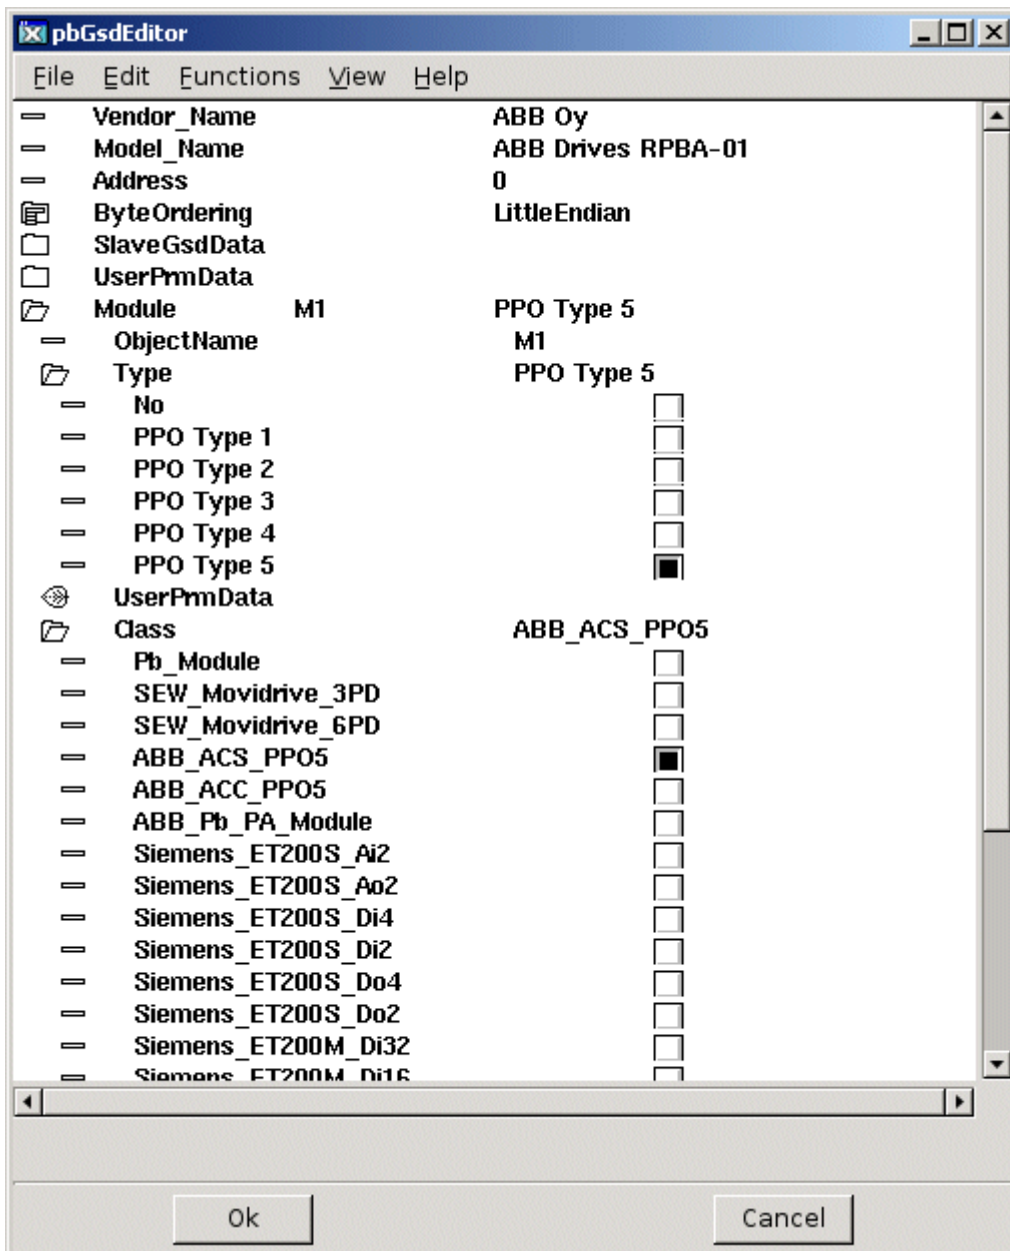 pbGsdEditor
File Edit Functions View Help
Vendor_Name ABB Oy
Model_Name ABB Drives RPBA-01
Address 0
ByteOrdering LittleEndian
SlaveGsdData
UserPrmData
Module M1 PPO Type 5
ObjectName M1
Type PPO Type 5
No
PPO Type 1
PPO Type 2
PPO Type 3
PPO Type 4
PPO Type 5
UserPrmData
Class ABB_ACS_PPO5
Pb_Module
SEW_Movidrive_3PD
SEW_Movidrive_6PD
ABB_ACS_PPO5
ABB_ACC_PPO5
ABB_Pb_PA_Module
Siemens_ET200S_Ai2
Siemens_ET200S_Ao2
Siemens_ET200S_Di4
Siemens_ET200S_Di2
Siemens_ET200S_Do4
Siemens_ET200S_Do2
Siemens_ET200M_Di32
Siemens_ET200M_Di16
Ok Cancel